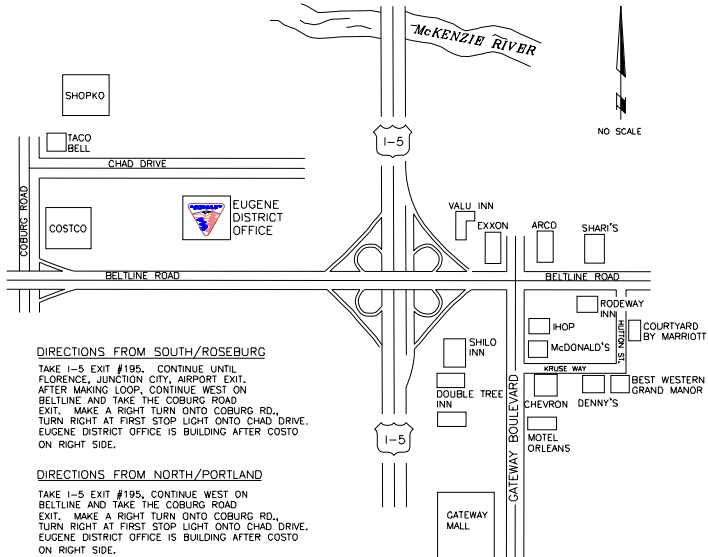 McKENZIE RIVER
SHOPKO
NO SCALE
TACO
BELL
I-5
CHAD DRIVE
COBURG ROAD
EUGENE
DISTRICT
OFFICE
COSTCO
VALU INN
EXXON
ARCO
SHARI'S
BELTLINE ROAD
BELTLINE ROAD
RODEWAY
INN
IHOP
HUTTON ST.
COURTYARD
BY MARRIOTT
McDONALD'S
SHILO
INN
KRUSE WAY
DOUBLE TREE
INN
GATEWAY BOULEVARD
CHEVRON
DENNY'S
BEST WESTERN
GRAND MANOR
MOTEL
ORLEANS
I-5
GATEWAY
MALL
DIRECTIONS FROM SOUTH/ROSEBURG
TAKE I-5 EXIT #195. CONTINUE UNTIL
FLORENCE, JUNCTION CITY, AIRPORT EXIT.
AFTER MAKING LOOP, CONTINUE WEST ON
BELTLINE AND TAKE THE COBURG ROAD
EXIT. MAKE A RIGHT TURN ONTO COBURG RD.,
TURN RIGHT AT FIRST STOP LIGHT ONTO CHAD DRIVE.
EUGENE DISTRICT OFFICE IS BUILDING AFTER COSTO
ON RIGHT SIDE.
DIRECTIONS FROM NORTH/PORTLAND
TAKE I-5 EXIT #195, CONTINUE WEST ON
BELTLINE AND TAKE THE COBURG ROAD
EXIT. MAKE A RIGHT TURN ONTO COBURG RD.,
TURN RIGHT AT FIRST STOP LIGHT ONTO CHAD DRIVE.
EUGENE DISTRICT OFFICE IS BUILDING AFTER COSTO
ON RIGHT SIDE.